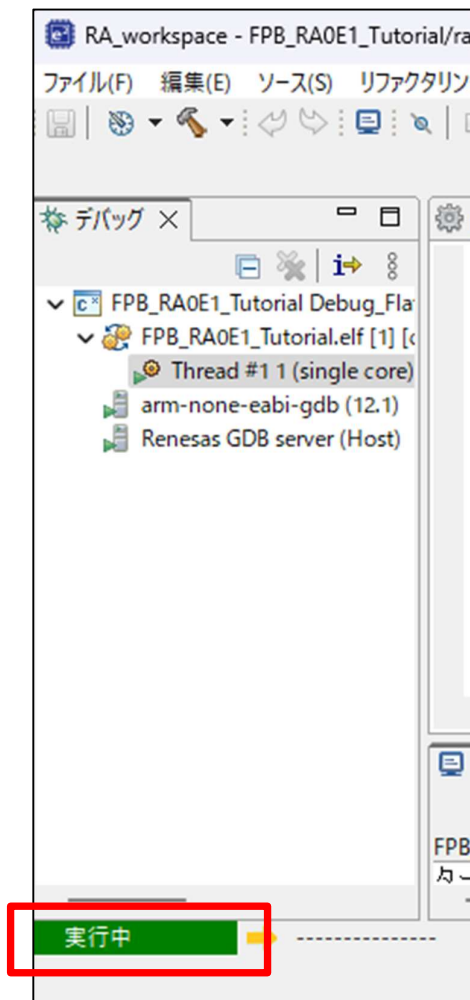 RA_workspace - FPB_RA0E1_Tutorial/ra
ファイル(F) 編集(E) ソース(S) リファクタリン
デバッグ
FPB_RA0E1_Tutorial Debug_Fla
FPB_RA0E1_Tutorial.elf [1] [c
Thread #1 1 (single core)
arm-none-eabi-gdb (12.1)
Renesas GDB server (Host)
FPB
実行中